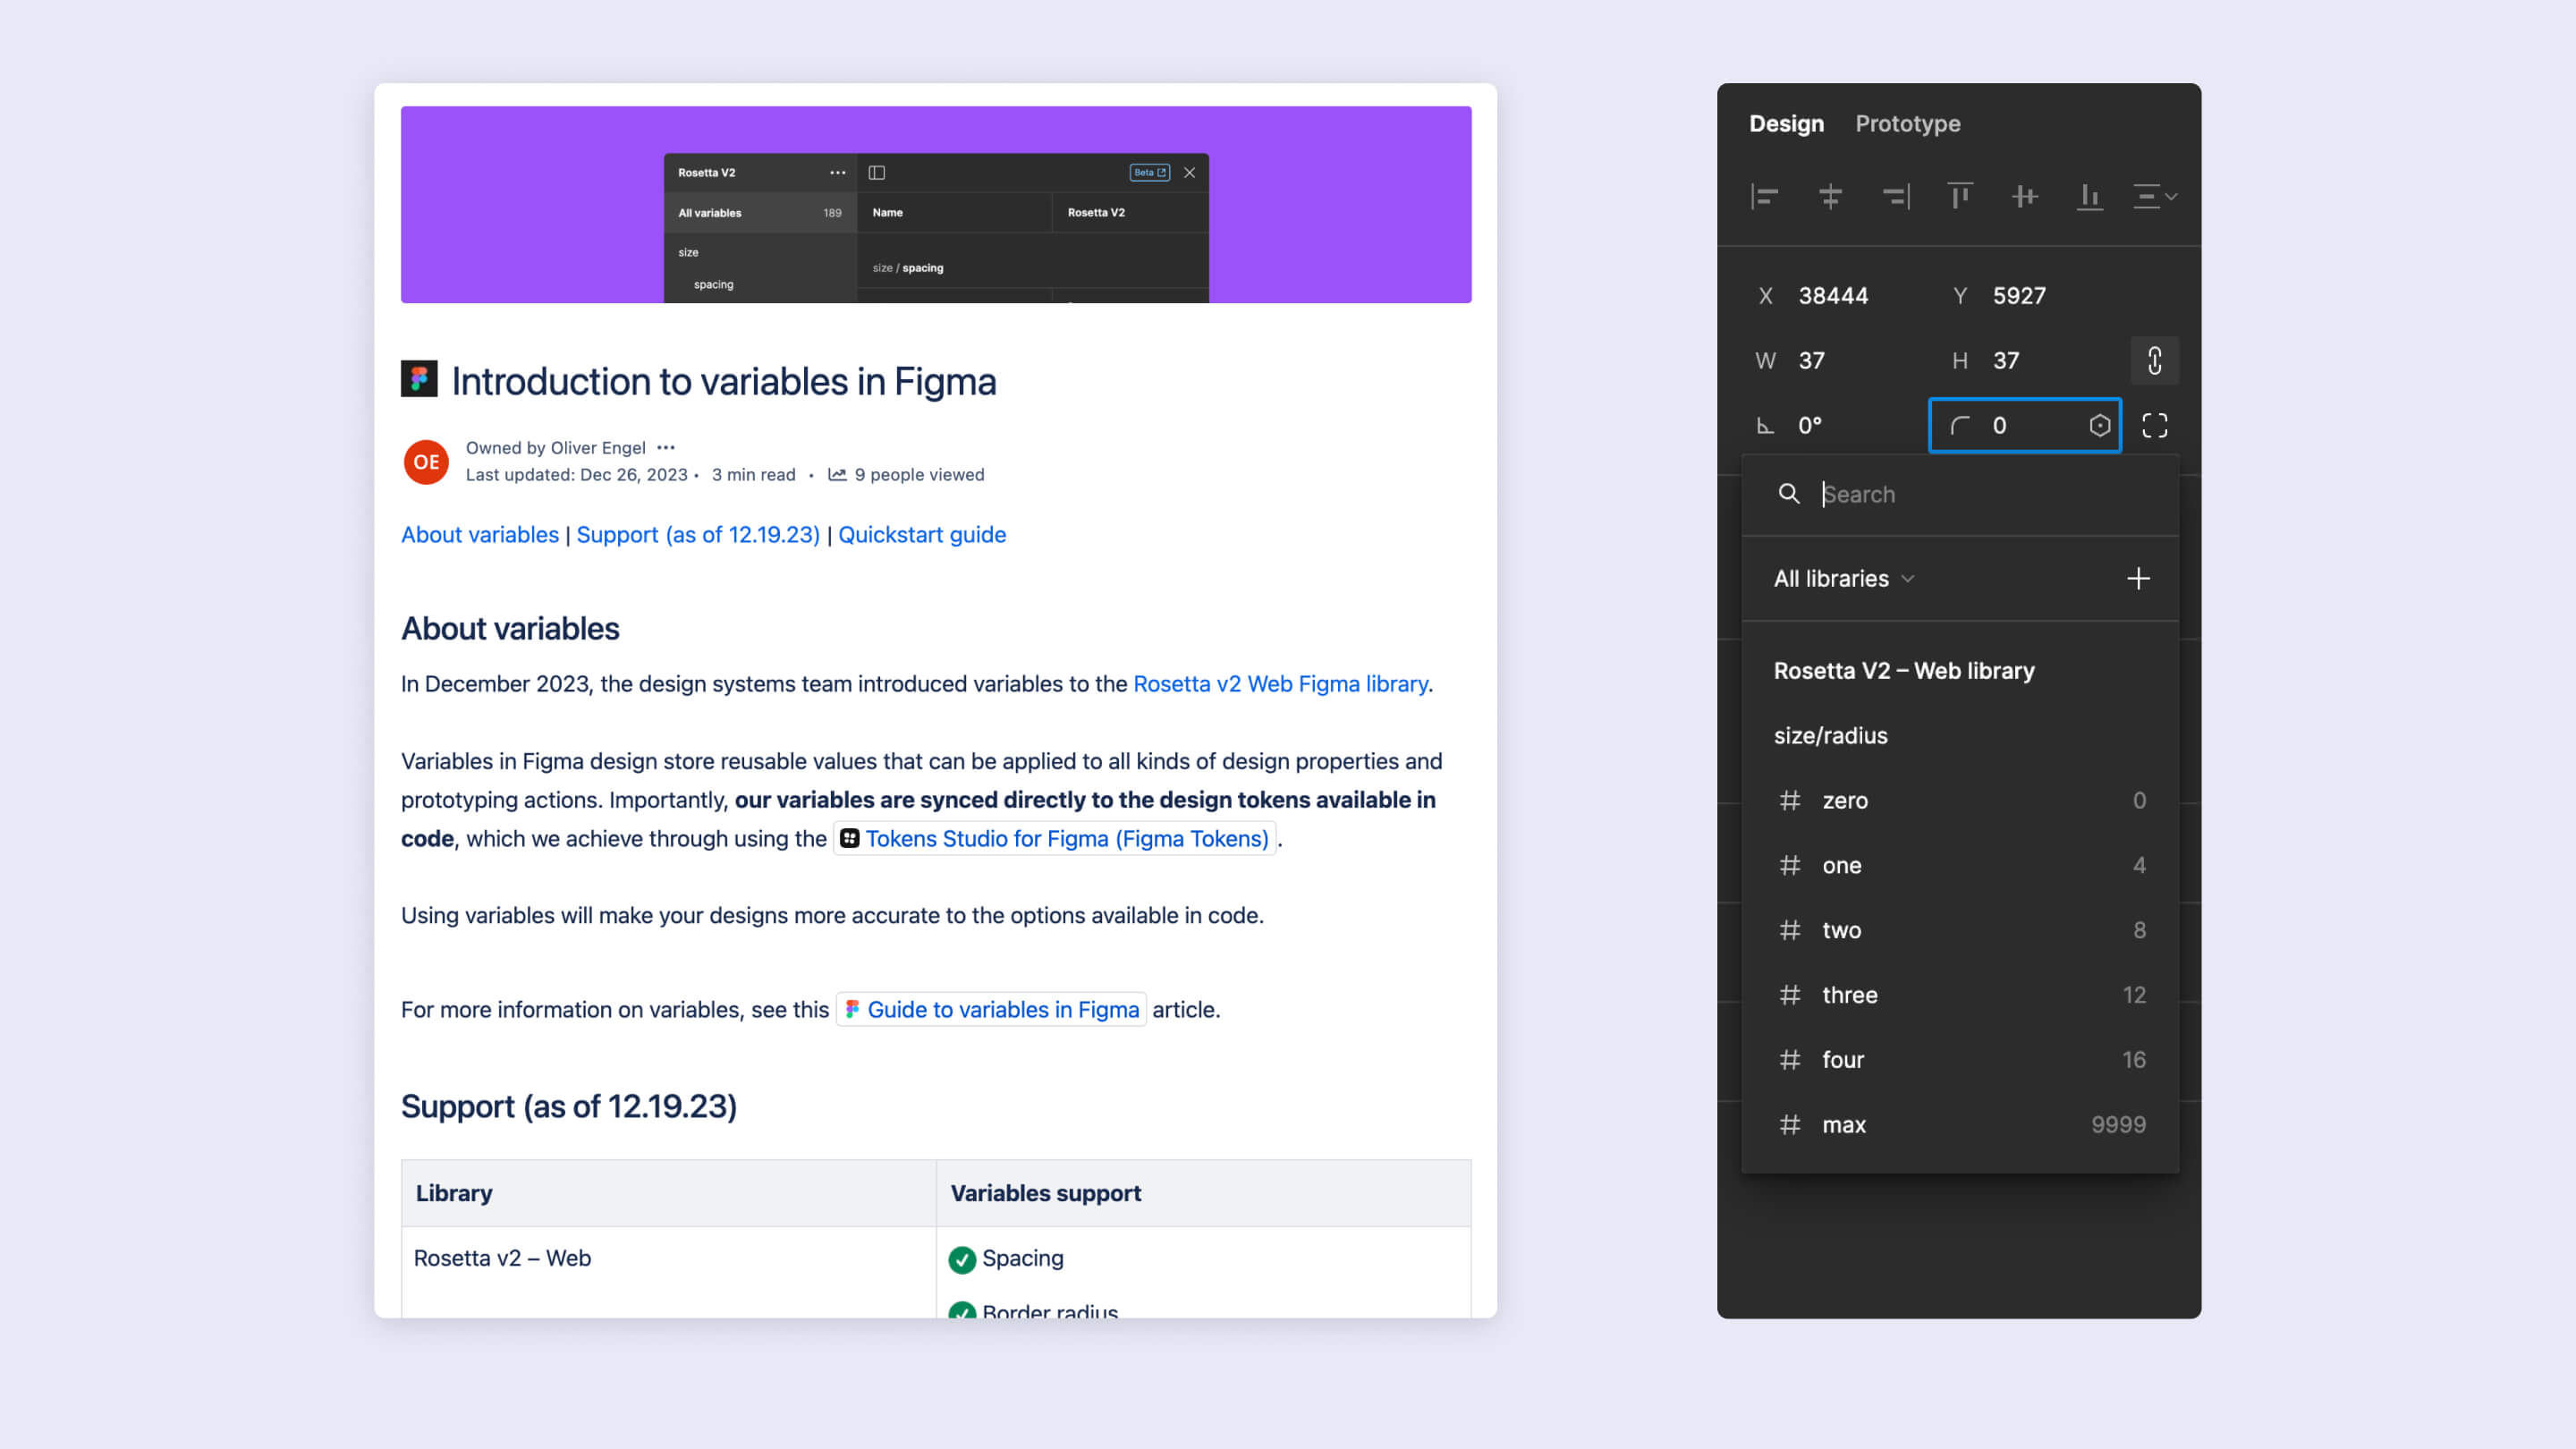 Rosetta V2 •••
Beta
All variables 189
Name
Rosetta V2
size
spacing
size / spacing
Introduction to variables in Figma
OE
Owned by Oliver Engel •••
Last updated: Dec 26, 2023 • 3 min read • 9 people viewed
About variables | Support (as of 12.19.23) | Quickstart guide
About variables
In December 2023, the design systems team introduced variables to the Rosetta v2 Web Figma library.
Variables in Figma design store reusable values that can be applied to all kinds of design properties and
prototyping actions. Importantly, our variables are synced directly to the design tokens available in
code, which we achieve through using the Tokens Studio for Figma (Figma Tokens).
Using variables will make your designs more accurate to the options available in code.
For more information on variables, see this Guide to variables in Figma article.
Support (as of 12.19.23)
Library
Variables support
Rosetta v2 – Web
Spacing
Border radius
Design Prototype
X 38444 Y 5927
W 37 H 37
0° 0
Search
All libraries
Rosetta V2 – Web library
size/radius
# zero 0
# one 4
# two 8
# three 12
# four 16
# max 9999